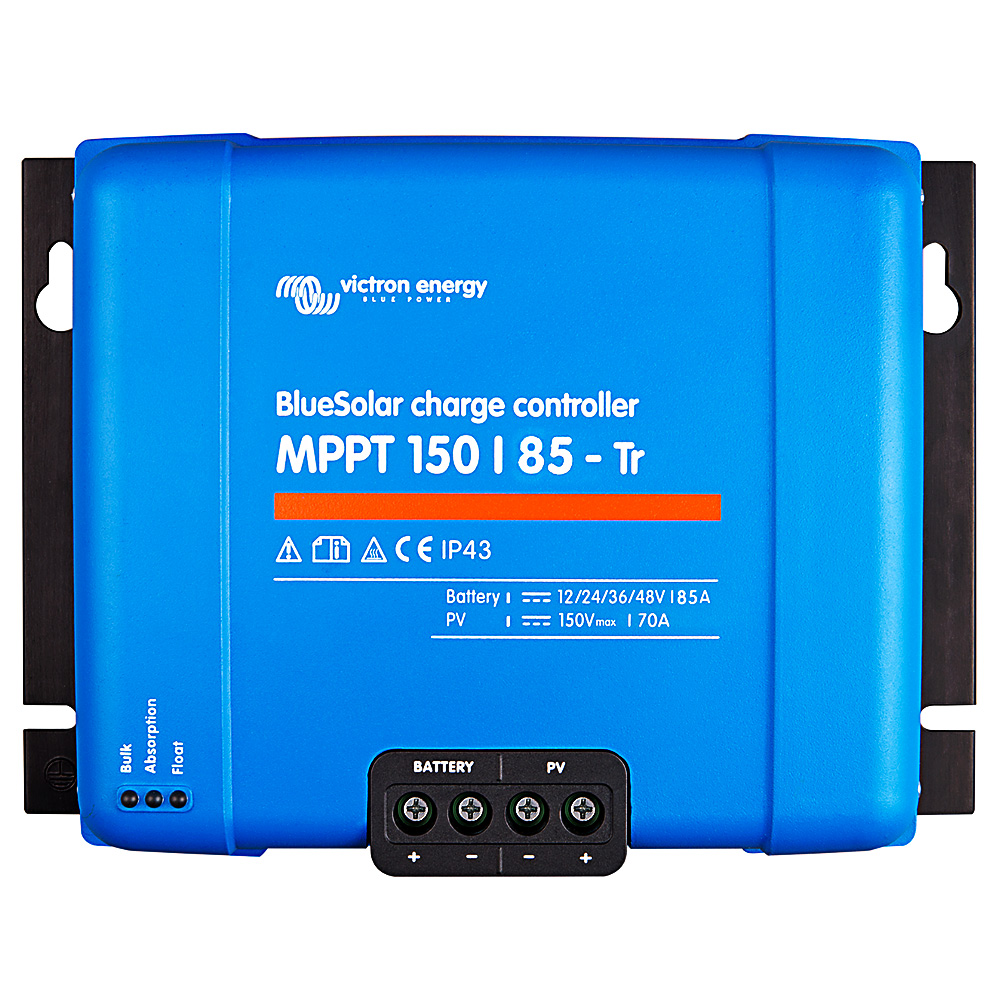 victron energy
BLUE POWER
BlueSolar charge controller
MPPT 150 | 85 - Tr
CE IP43
Battery | 12/24/36/48V | 85A
PV | 150Vmax | 70A
Bulk
Absorption
Float
BATTERY | PV
+ - - +